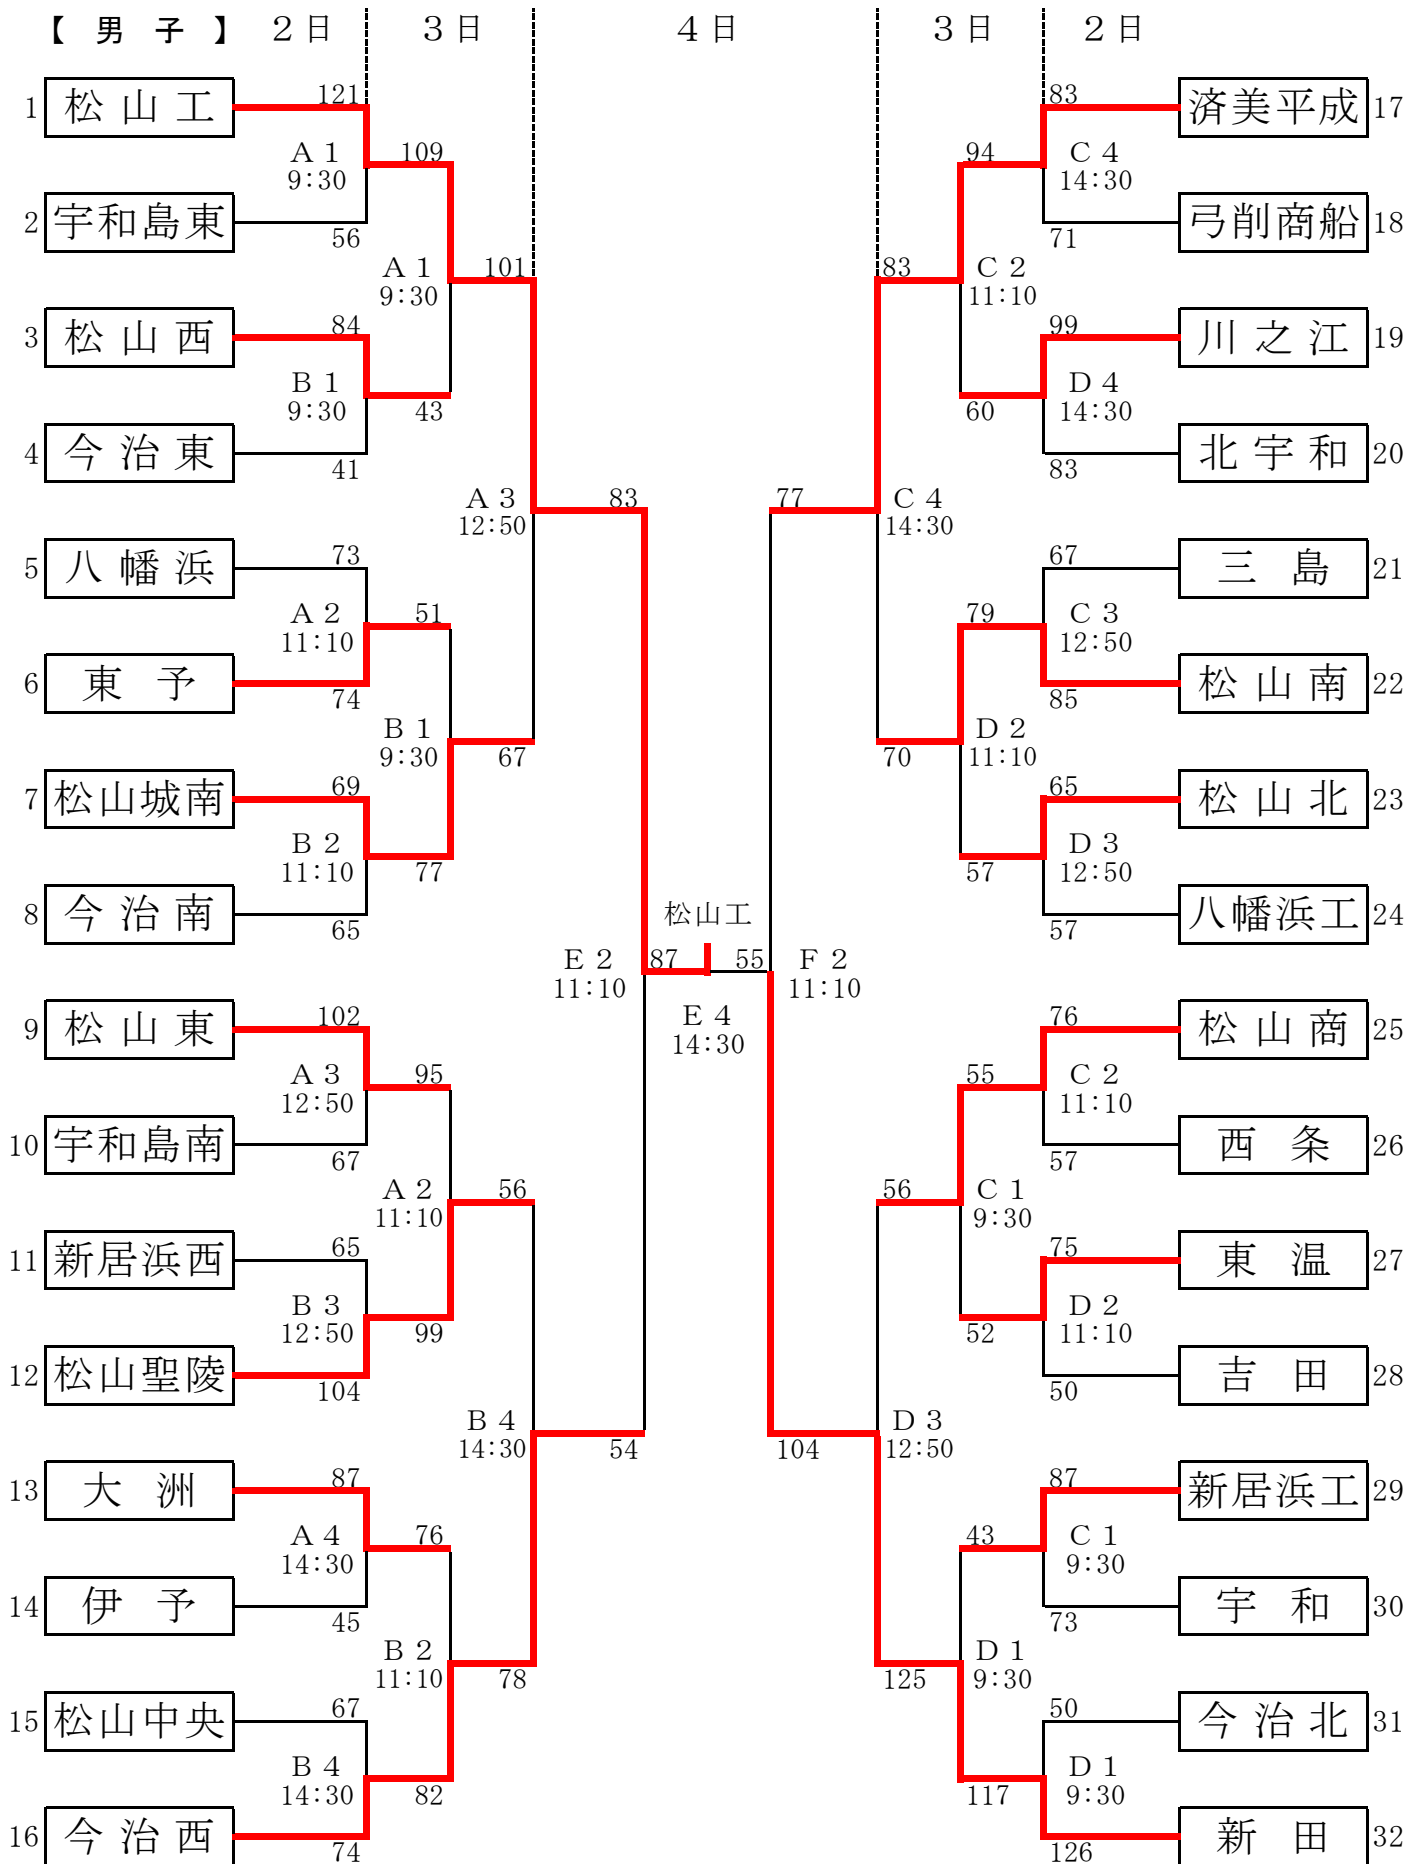 【 男 子 】 2日 3日 4日 3日 2日
1 松山工 121 83 済美平成 17
A1 109 94 C4
9:30 14:30
2 宇和島東 56 71 弓削商船 18
A1 101 83 C2
9:30 11:10
3 松山西 84 99 川之江 19
B1 D4
9:30 43 60 14:30
4 今治東 41 83 北宇和 20
A3 83 77 C4
12:50 14:30
5 八幡浜 73 67 三島 21
A2 51 79 C3
11:10 12:50
6 東予 74 85 松山南 22
B1 D2
9:30 67 70 11:10
7 松山城南 69 65 松山北 23
B2 D3
11:10 77 57 12:50
8 今治南 65 松山工 57 八幡浜工 24
E2 87 55 F2
11:10 11:10
E4
14:30
9 松山東 102 76 松山商 25
A3 95 55 C2
12:50 11:10
10 宇和島南 67 57 西条 26
A2 56 56 C1
11:10 9:30
11 新居浜西 65 75 東温 27
B3 D2
12:50 99 52 11:10
12 松山聖陵 104 50 吉田 28
B4 D3
14:30 54 104 12:50
13 大洲 87 87 新居浜工 29
A4 76 43 C1
14:30 9:30
14 伊予 45 73 宇和 30
B2 D1
11:10 78 125 9:30
15 松山中央 67 50 今治北 31
B4 D1
14:30 82 117 9:30
16 今治西 74 126 新田 32